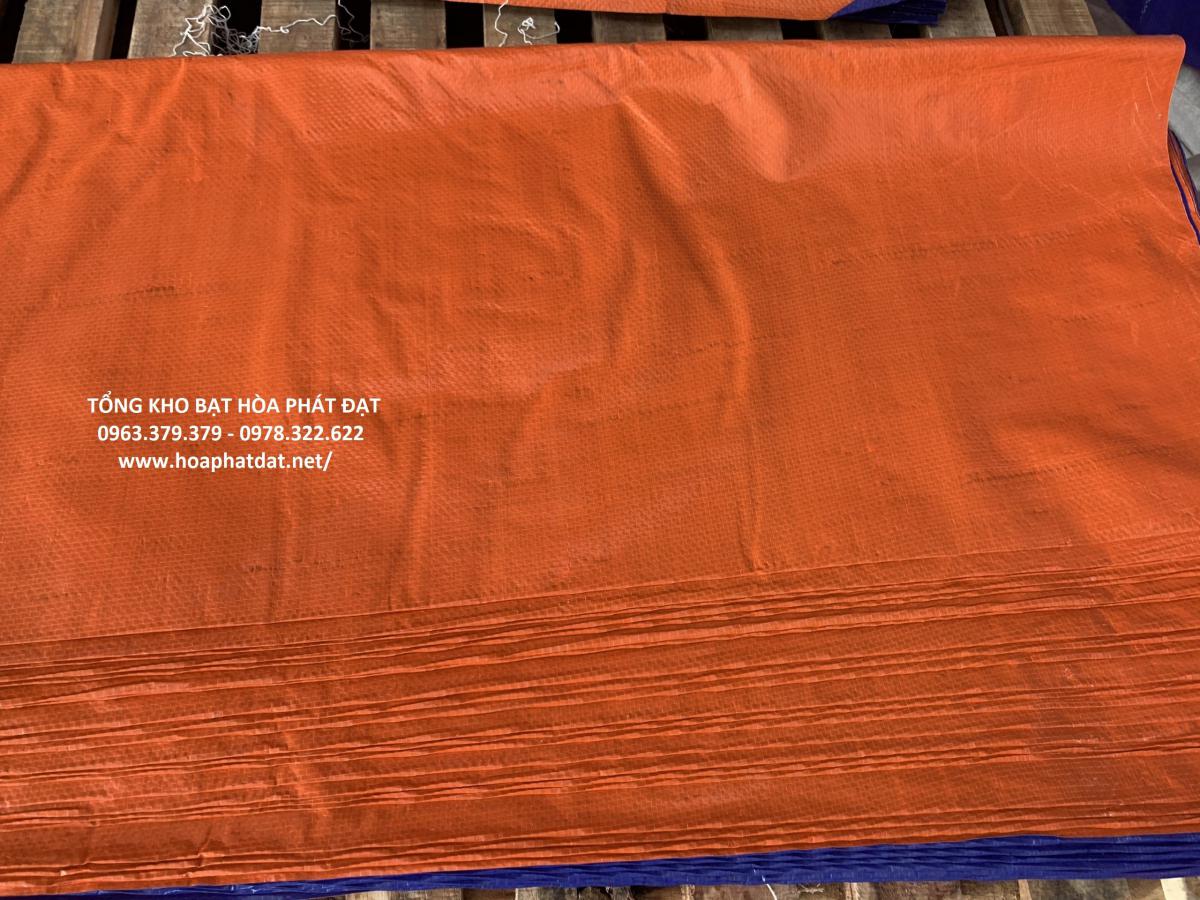 TỔNG KHO BẠT HÒA PHÁT ĐẠT
0963.379.379 - 0978.322.622
www.hoaphatdat.net/